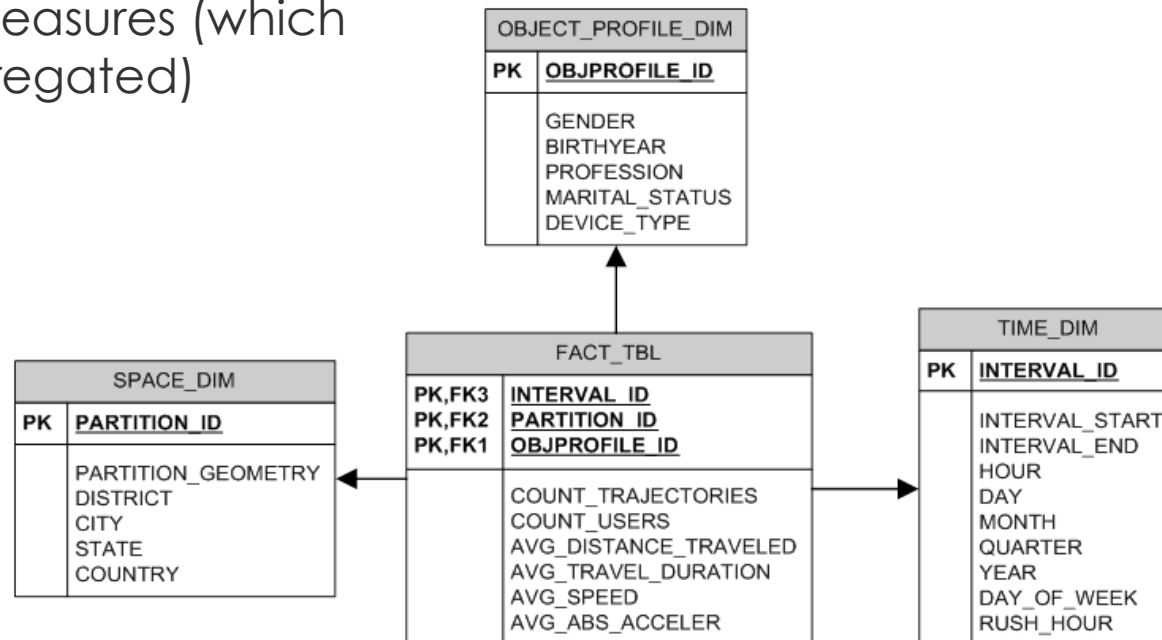 easures (which
regated)
OBJECT_PROFILE_DIM
PK OBJPROFILE_ID
GENDER
BIRTHYEAR
PROFESSION
MARITAL_STATUS
DEVICE_TYPE
SPACE_DIM
PK PARTITION_ID
PARTITION_GEOMETRY
DISTRICT
CITY
STATE
COUNTRY
FACT_TBL
PK,FK3 INTERVAL_ID
PK,FK2 PARTITION_ID
PK,FK1 OBJPROFILE_ID
COUNT_TRAJECTORIES
COUNT_USERS
AVG_DISTANCE_TRAVELED
AVG_TRAVEL_DURATION
AVG_SPEED
AVG_ABS_ACCELER
TIME_DIM
PK INTERVAL_ID
INTERVAL_START
INTERVAL_END
HOUR
DAY
MONTH
QUARTER
YEAR
DAY_OF_WEEK
RUSH_HOUR